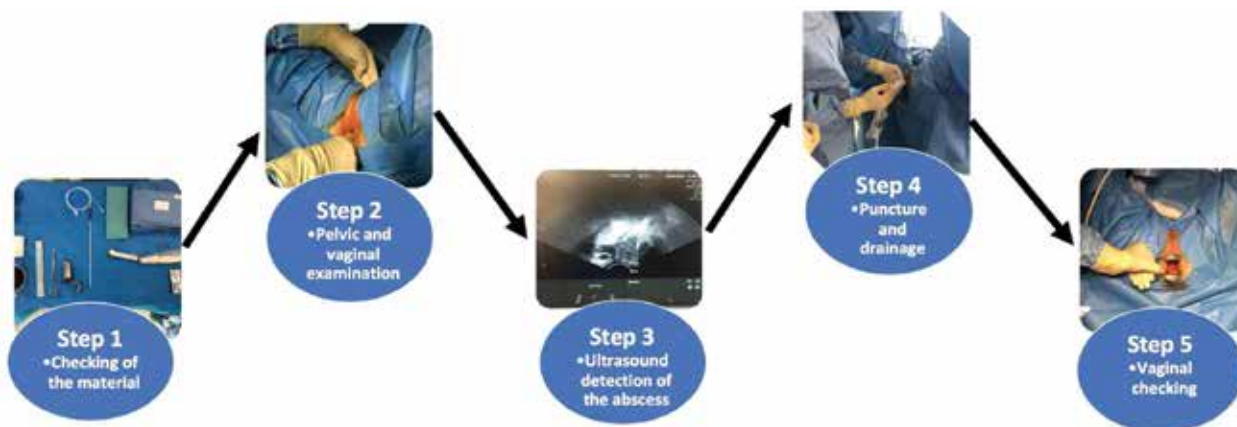 Step 1
•Checking of
the material
Step 2
•Pelvic and
vaginal
examination
Step 3
•Ultrasound
detection of
the abscess
Step 4
•Puncture
and
drainage
Step 5
•Vaginal
checking